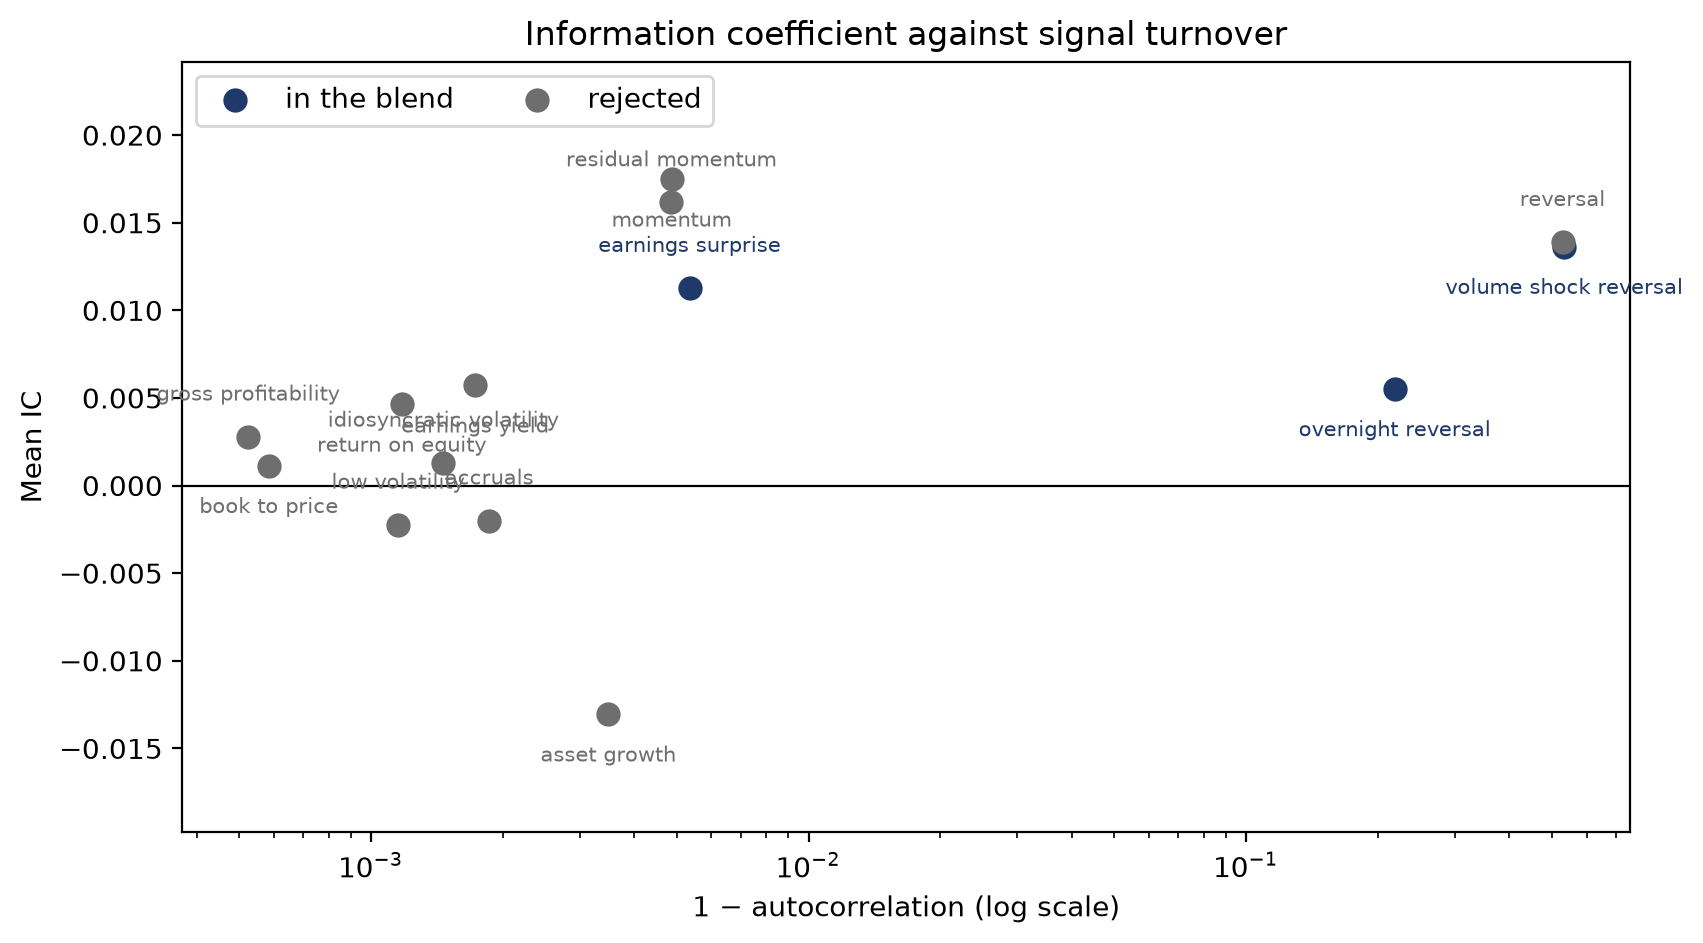 Information coefficient against signal turnover
in the blend
rejected
0.020
residual momentum
reversal
0.015
momentum
earnings surprise
volume shock reversal
0.010
gross profitability
0.005
idiosyncratic volatility
earnings yield
overnight reversal
return on equity
accruals
low volatility
0.000
book to price
−0.005
−0.010
asset growth
−0.015
Mean IC
10⁻³
10⁻²
10⁻¹
1 − autocorrelation (log scale)